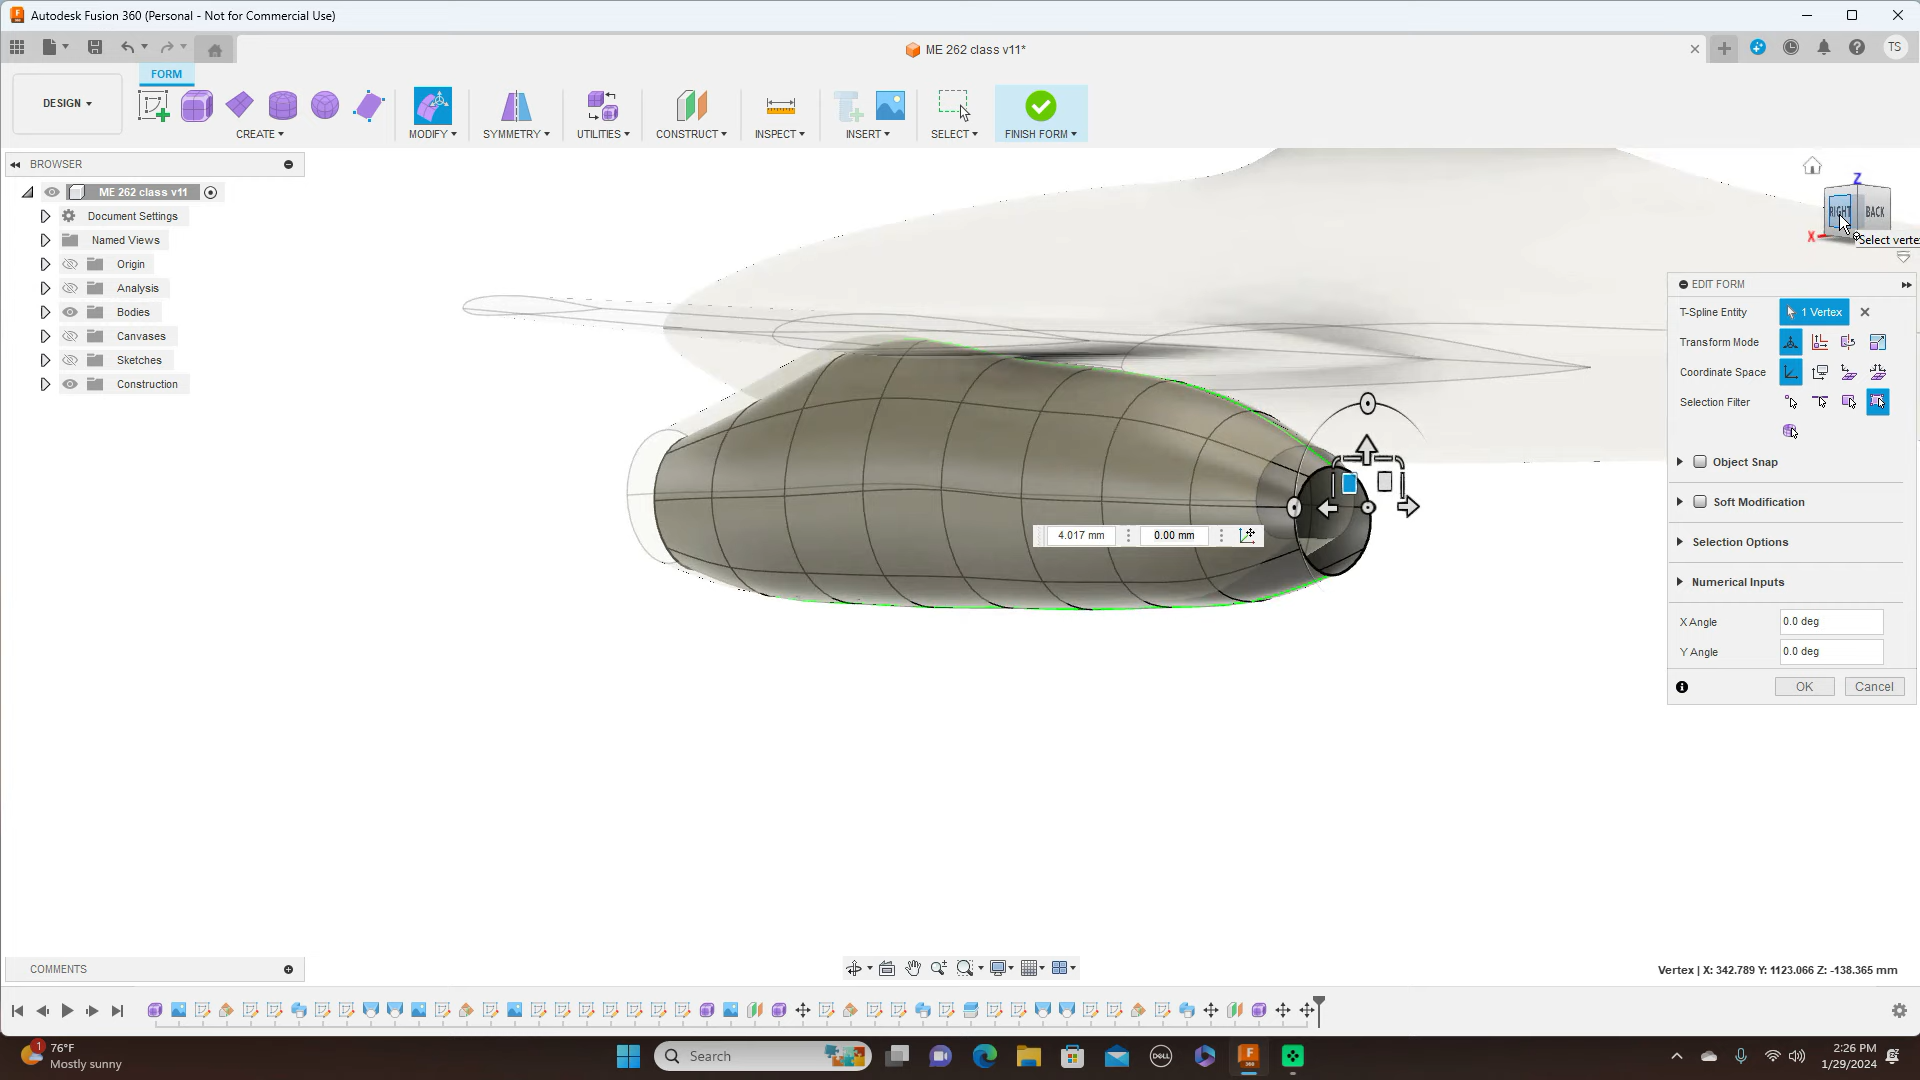 Autodesk Fusion 360 (Personal - Not for Commercial Use)
ME 262 class v11*
TS
FORM
DESIGN
CREATE
MODIFY
SYMMETRY
UTILITIES
CONSTRUCT
INSPECT
INSERT
SELECT
FINISH FORM
BROWSER
ME 262 class v11
Document Settings
Named Views
Origin
Analysis
Bodies
Canvases
Sketches
Construction
Z
RIGHT
BACK
X
Select verte
EDIT FORM
T-Spline Entity
1 Vertex
Transform Mode
Coordinate Space
Selection Filter
Object Snap
Soft Modification
Selection Options
Numerical Inputs
X Angle
0.0 deg
Y Angle
0.0 deg
OK
Cancel
4.017 mm
0.00 mm
COMMENTS
Vertex | X: 342.789 Y: 1123.066 Z: -138.365 mm
1
76°F
Mostly sunny
Search
DELL
F
360
2:26 PM
1/29/2024